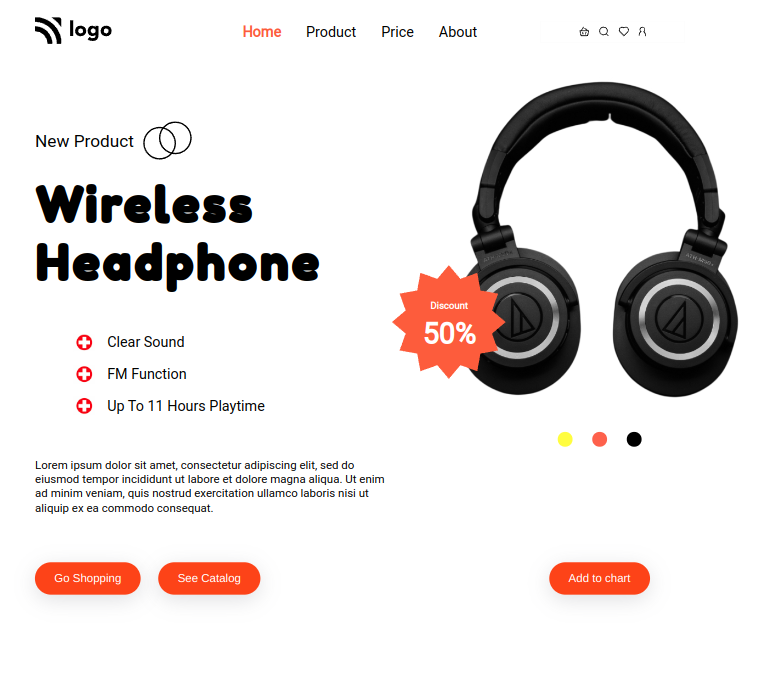 logo
Home Product Price About
New Product
Wireless
Headphone
Discount
50%
Clear Sound
FM Function
Up To 11 Hours Playtime
Lorem ipsum dolor sit amet, consectetur adipiscing elit, sed do
eiusmod tempor incididunt ut labore et dolore magna aliqua. Ut enim
ad minim veniam, quis nostrud exercitation ullamco laboris nisi ut
aliquip ex ea commodo consequat.
Go Shopping See Catalog Add to chart